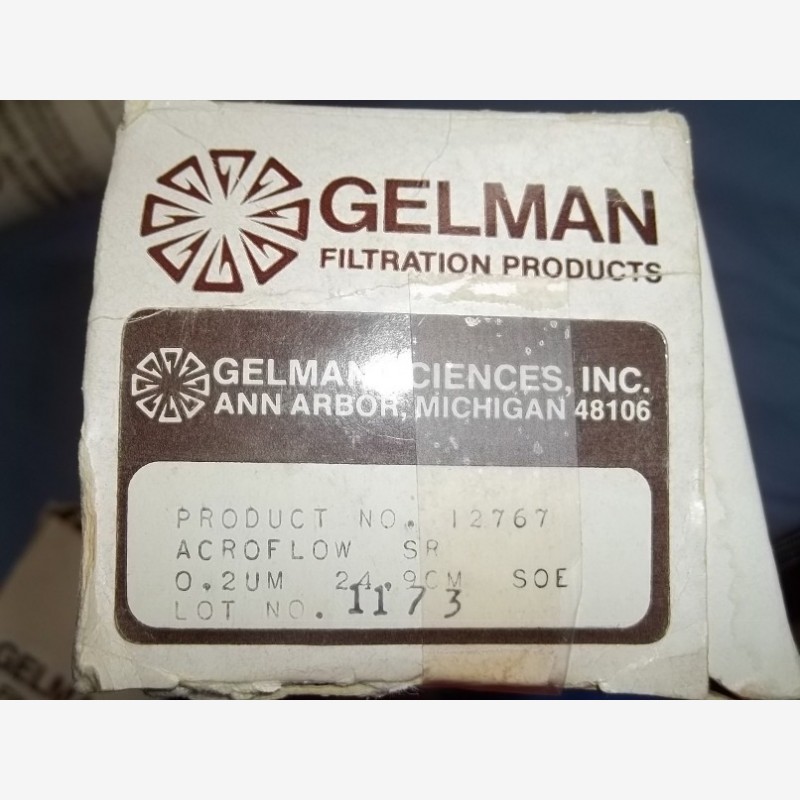 GELMAN
FILTRATION PRODUCTS
GELMAN SCIENCES, INC.
ANN ARBOR, MICHIGAN 48106
PRODUCT NO. 12767
ACROFLOW SR
0.2UM 24.9CM SOE
LOT NO. 1173
GELMAN